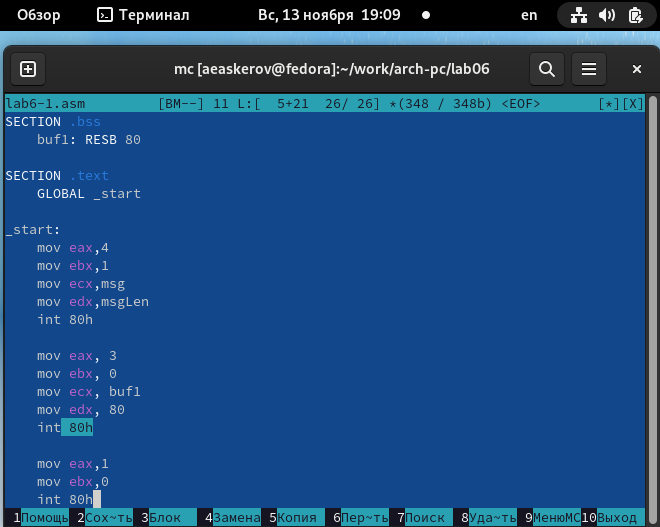 Обзор Терминал Вс, 13 ноября 19:09 en
mc [aeaskerov@fedora]:~/work/arch-pc/lab06
lab6-1.asm [BM--] 11 L:[ 5+21 26/ 26] *(348 / 348b) <EOF> [*][X]
SECTION .bss
buf1: RESB 80
SECTION .text
GLOBAL _start
_start:
mov eax,4
mov ebx,1
mov ecx,msg
mov edx,msgLen
int 80h
mov eax, 3
mov ebx, 0
mov ecx, buf1
mov edx, 80
int 80h
mov eax,1
mov ebx,0
int 80h
1Помощь 2Сох~ть 3Блок 4Замена 5Копия 6Пер~ть 7Поиск 8Уда~ть 9МенюMC 10Выход